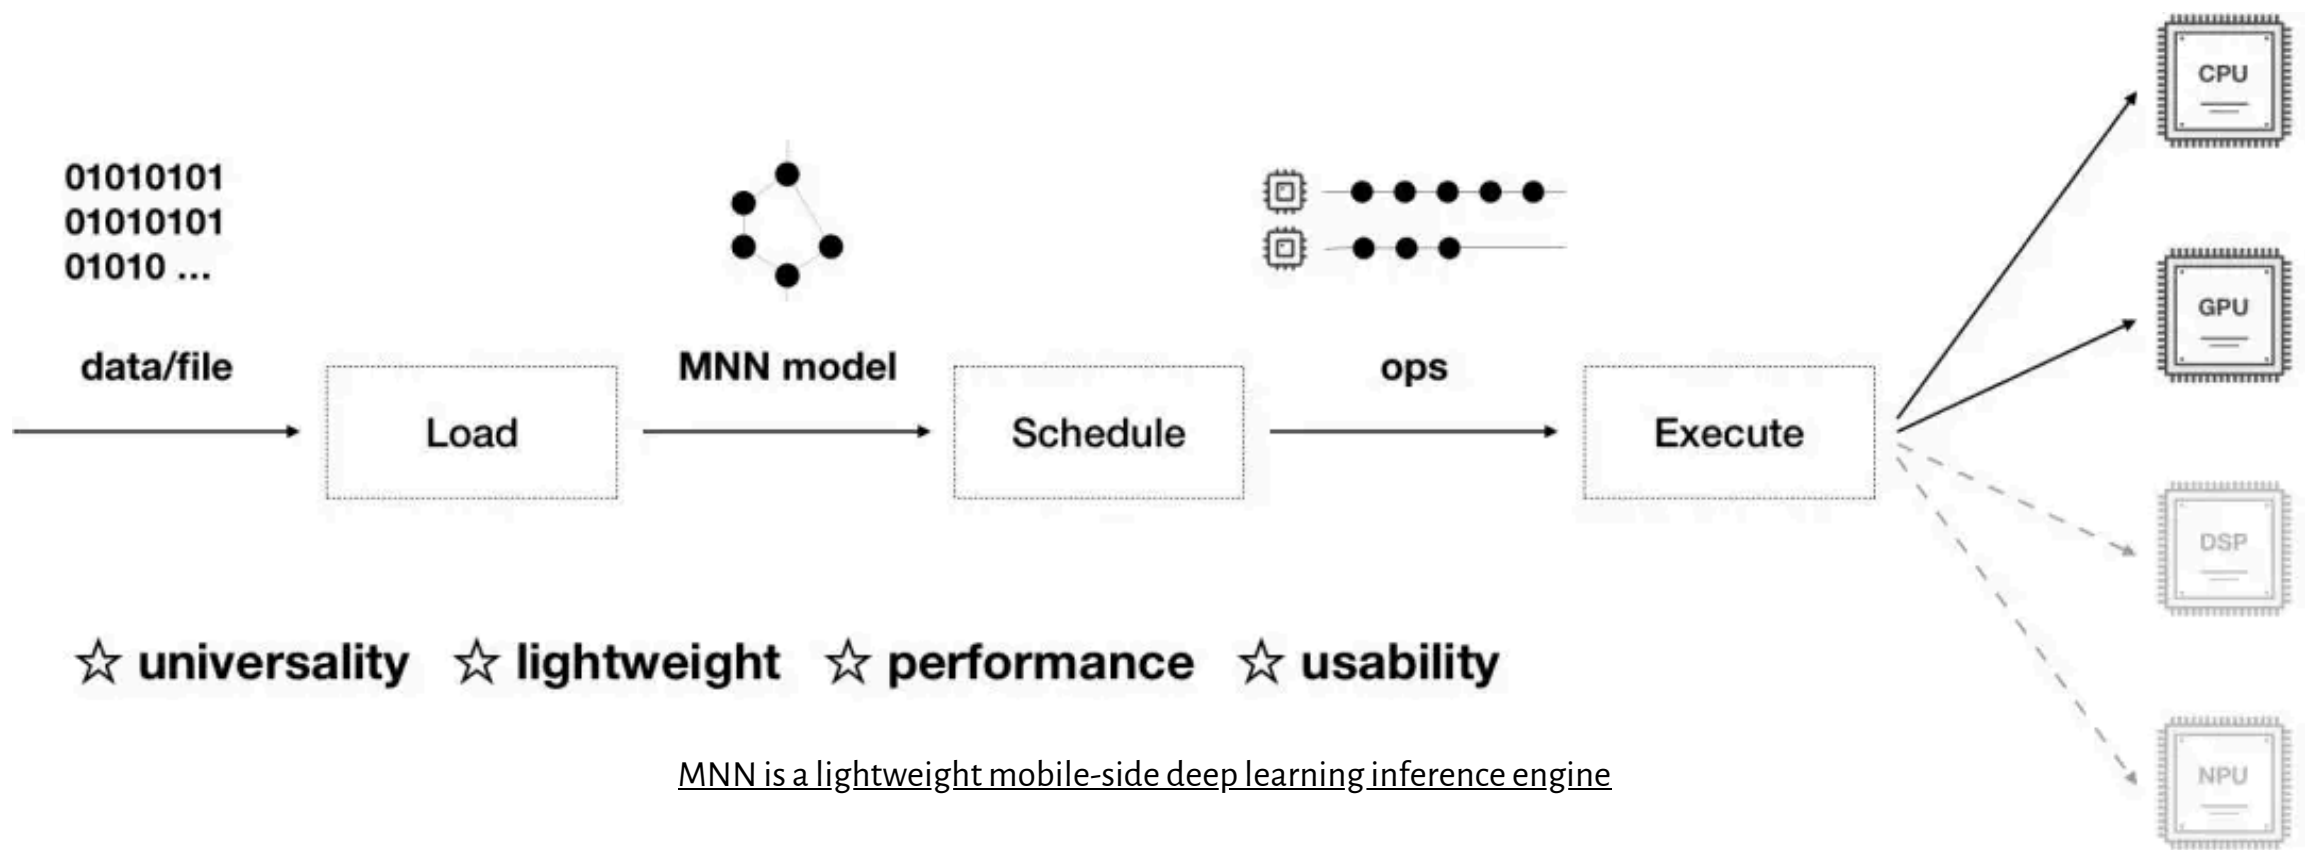 01010101
01010101
01010 ...
data/file
Load
MNN model
Schedule
ops
Execute
CPU
GPU
DSP
NPU
☆ universality ☆ lightweight ☆ performance ☆ usability
MNN is a lightweight mobile-side deep learning inference engine